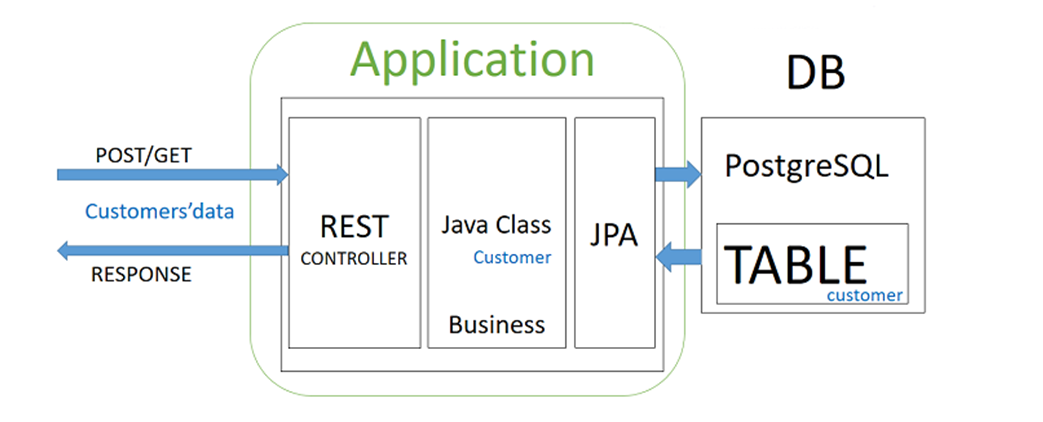 Application
DB
POST/GET
Customers'data
RESPONSE
REST
CONTROLLER
Java Class
Customer
Business
JPA
PostgreSQL
TABLE
customer